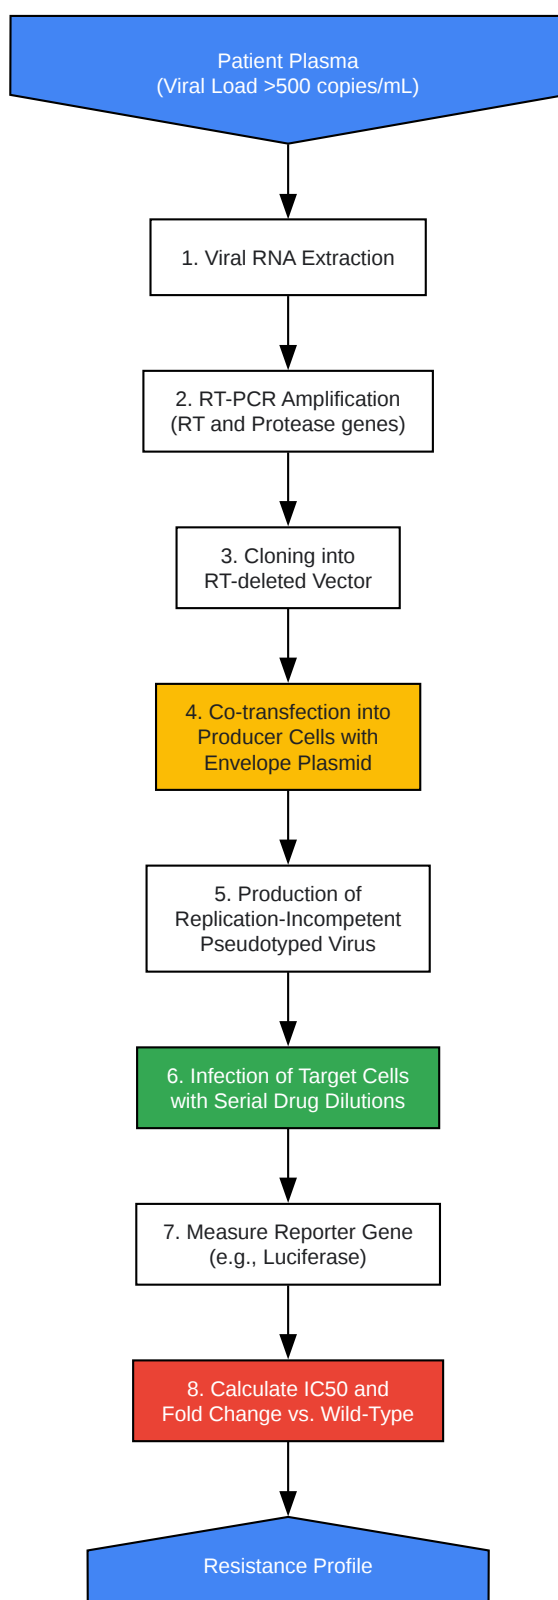 Patient Plasma
(Viral Load >500 copies/mL)
1. Viral RNA Extraction
2. RT-PCR Amplification
(RT and Protease genes)
3. Cloning into
RT-deleted Vector
4. Co-transfection into
Producer Cells with
Envelope Plasmid
5. Production of
Replication-Incompetent
Pseudotyped Virus
6. Infection of Target Cells
with Serial Drug Dilutions
7. Measure Reporter Gene
(e.g., Luciferase)
8. Calculate IC50 and
Fold Change vs. Wild-Type
Resistance Profile